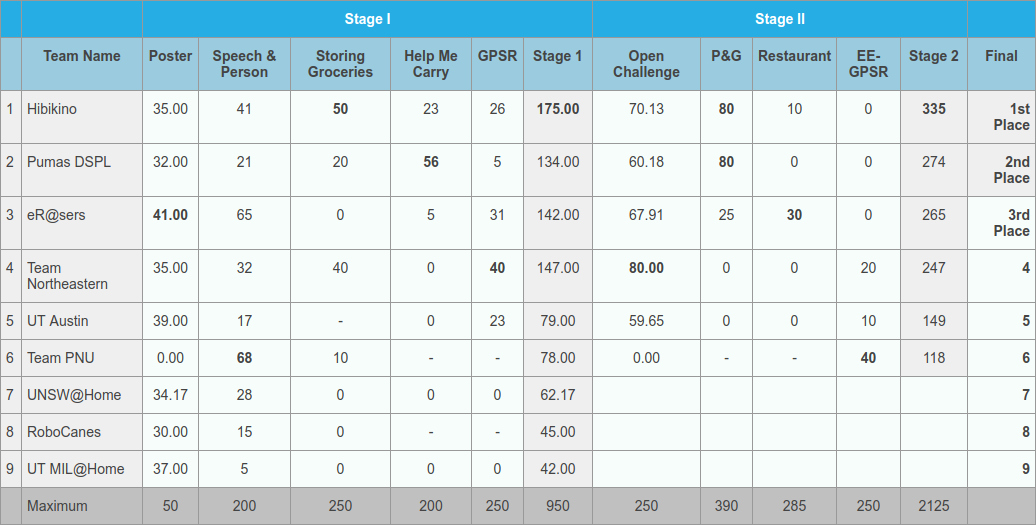 Stage I Stage II
Team Name Poster Speech & Person Storing Groceries Help Me Carry GPSR Stage 1 Open Challenge P&G Restaurant EE-GPSR Stage 2 Final
1 Hibikino 35.00 41 50 23 26 175.00 70.13 80 10 0 335 1st Place
2 Pumas DSPL 32.00 21 20 56 5 134.00 60.18 80 0 0 274 2nd Place
3 eR@sers 41.00 65 0 5 31 142.00 67.91 25 30 0 265 3rd Place
4 Team Northeastern 35.00 32 40 0 40 147.00 80.00 0 0 20 247 4
5 UT Austin 39.00 17 - 0 23 79.00 59.65 0 0 10 149 5
6 Team PNU 0.00 68 10 - - 78.00 0.00 - - 40 118 6
7 UNSW@Home 34.17 28 0 0 0 62.17 7
8 RoboCanes 30.00 15 0 - - 45.00 8
9 UT MIL@Home 37.00 5 0 0 0 42.00 9
Maximum 50 200 250 200 250 950 250 390 285 250 2125